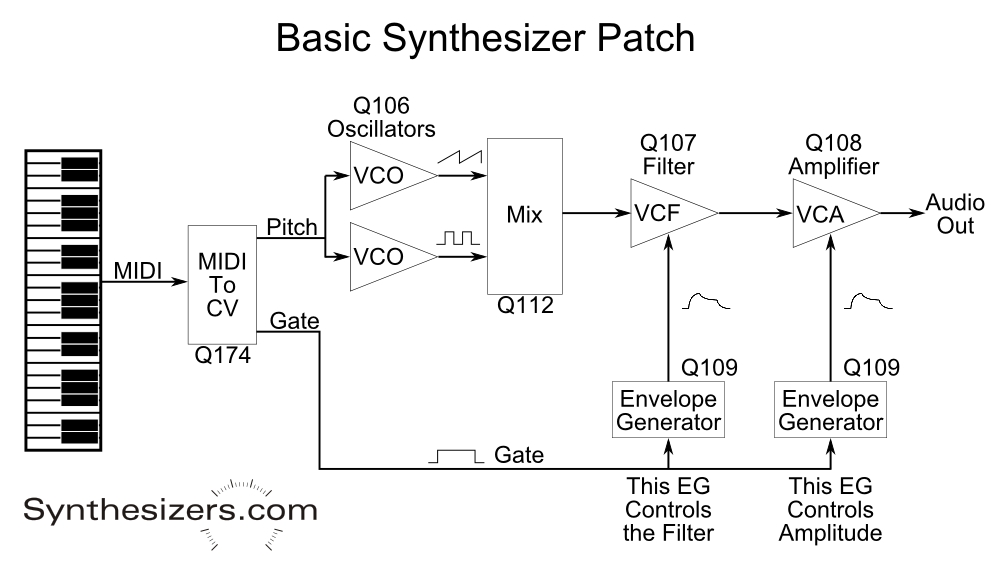 Basic Synthesizer Patch
Q106
Oscillators
VCO
VCO
Pitch
MIDI
MIDI
To
CV
Q174
Gate
Mix
Q112
Q107
Filter
VCF
Q108
Amplifier
VCA
Audio
Out
Q109
Envelope
Generator
Q109
Envelope
Generator
Gate
This EG
Controls
the Filter
This EG
Controls
Amplitude
Synthesizers.com